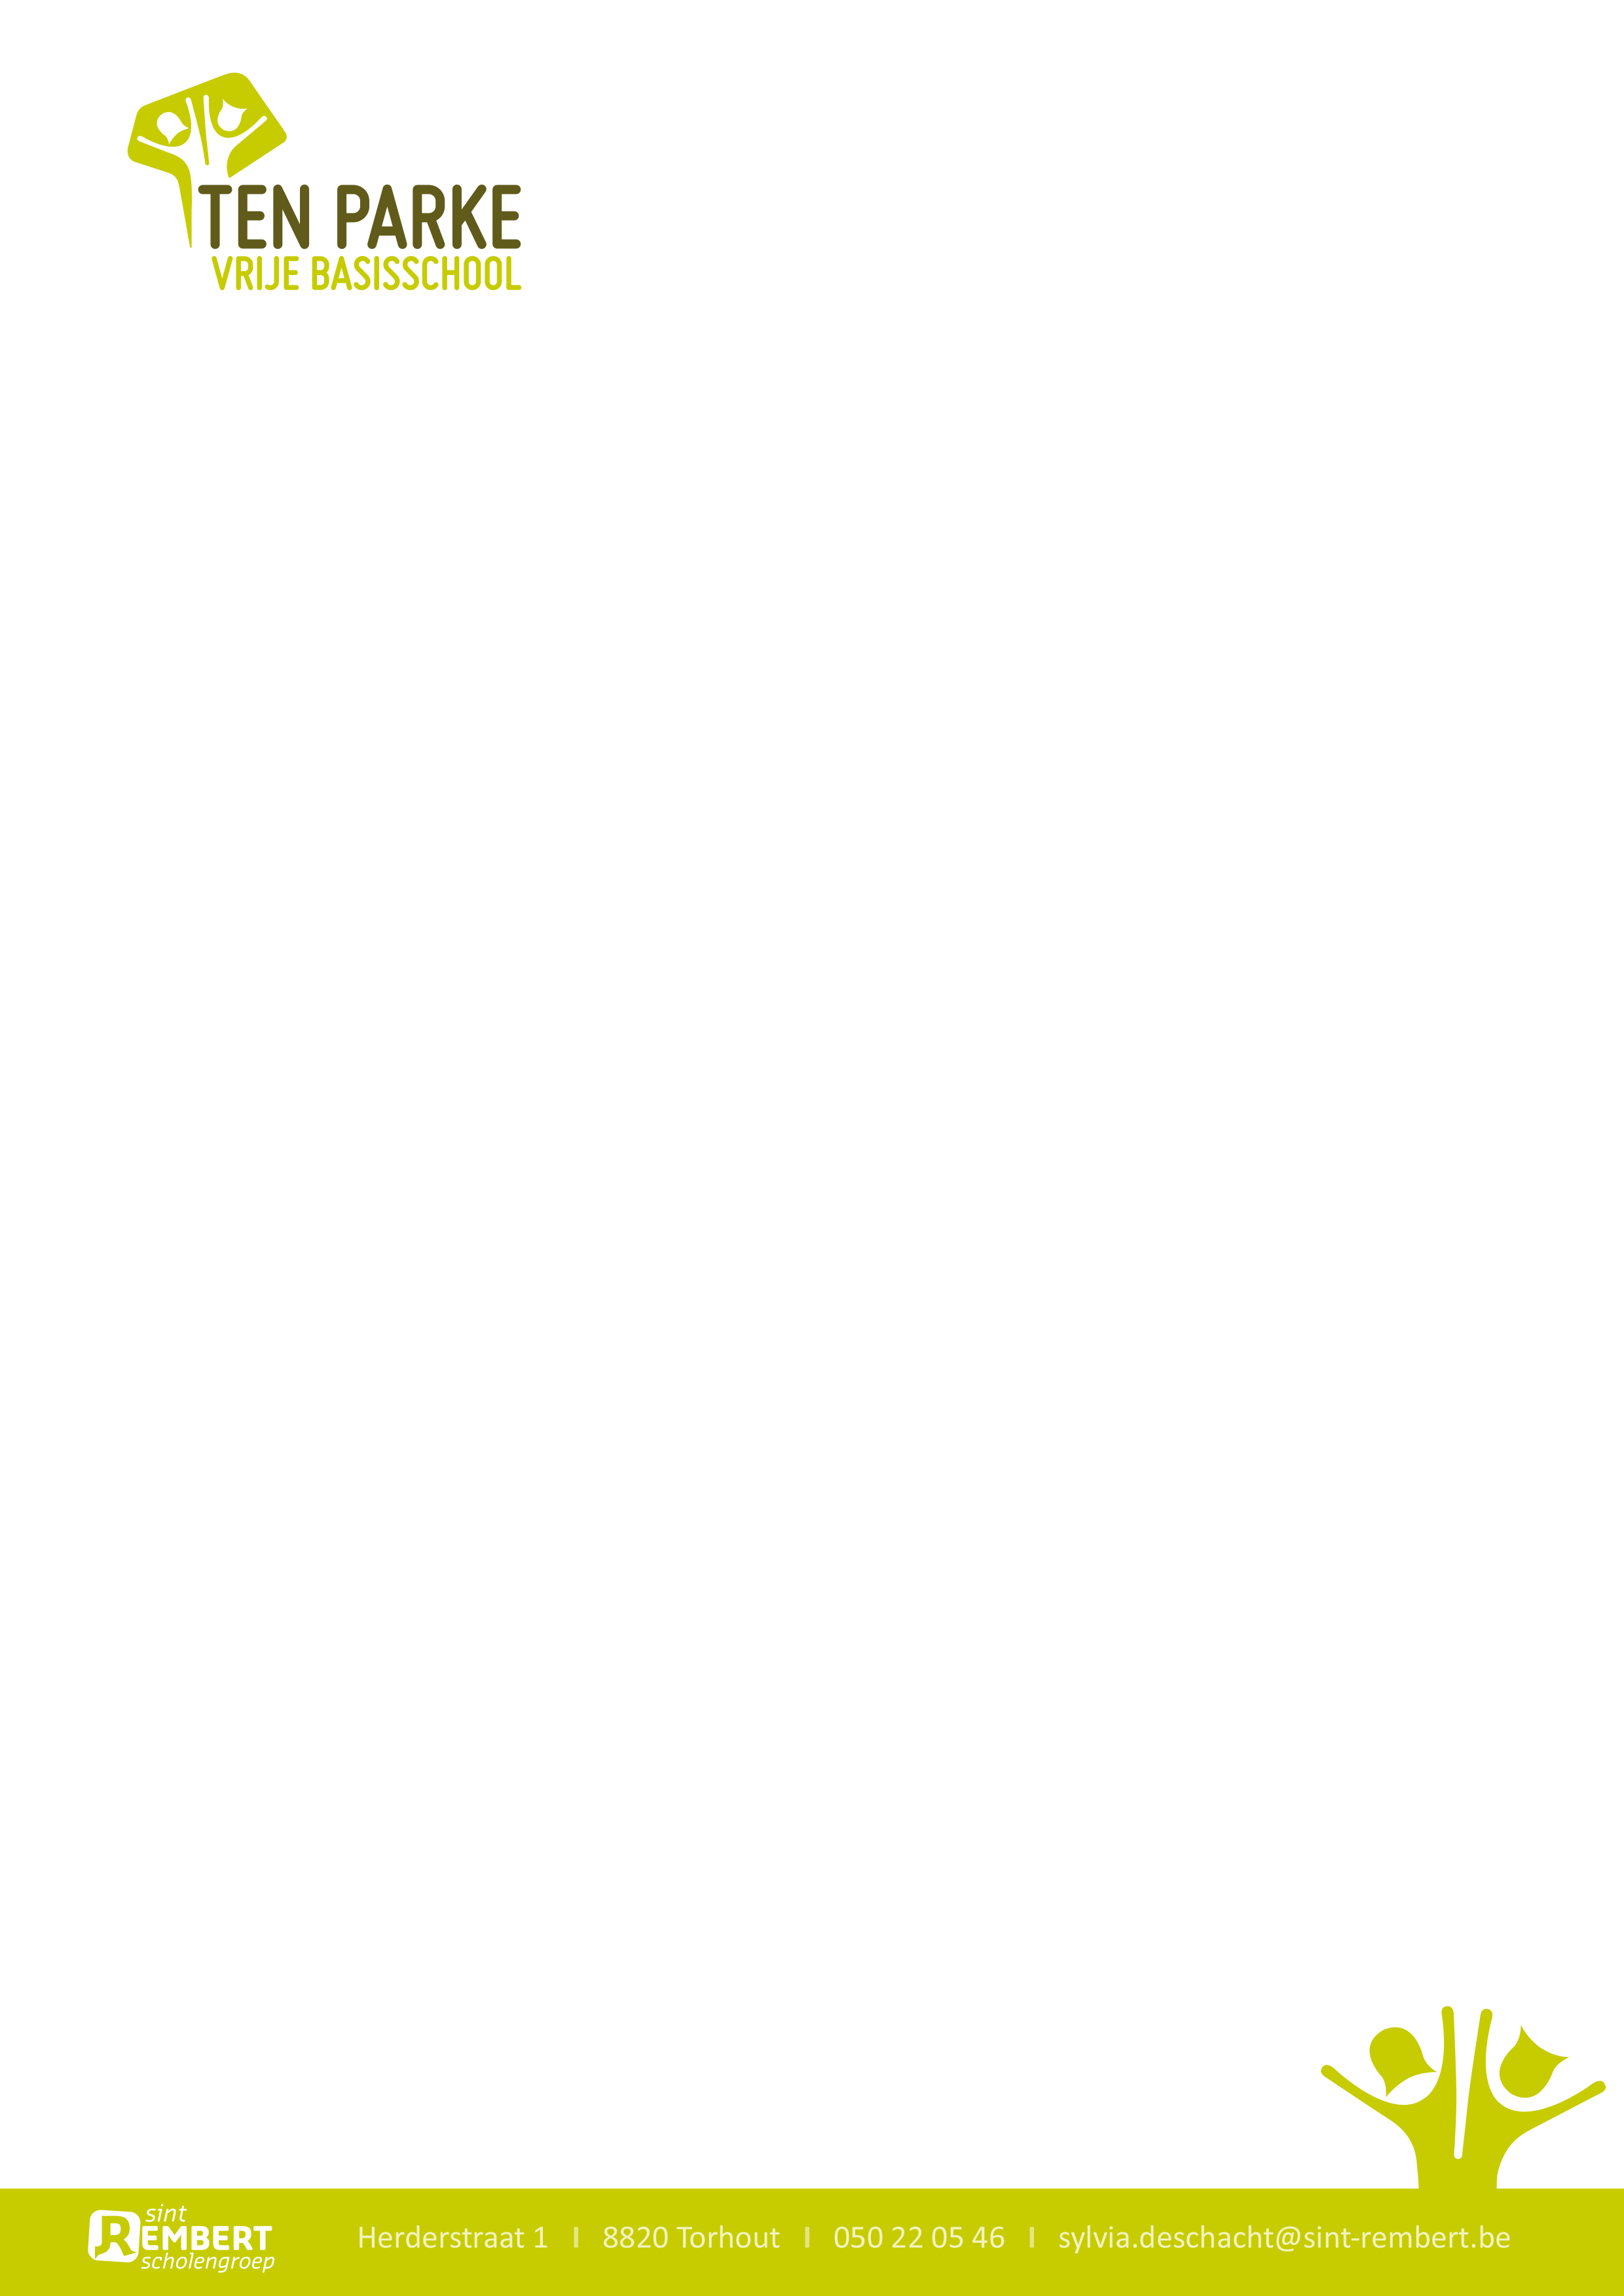 TEN PARKE
VRIJE BASISSCHOOL
sint
REMBERT
scholengroep
Herderstraat 1 I 8820 Torhout I 050 22 05 46 I sylvia.deschacht@sint-rembert.be